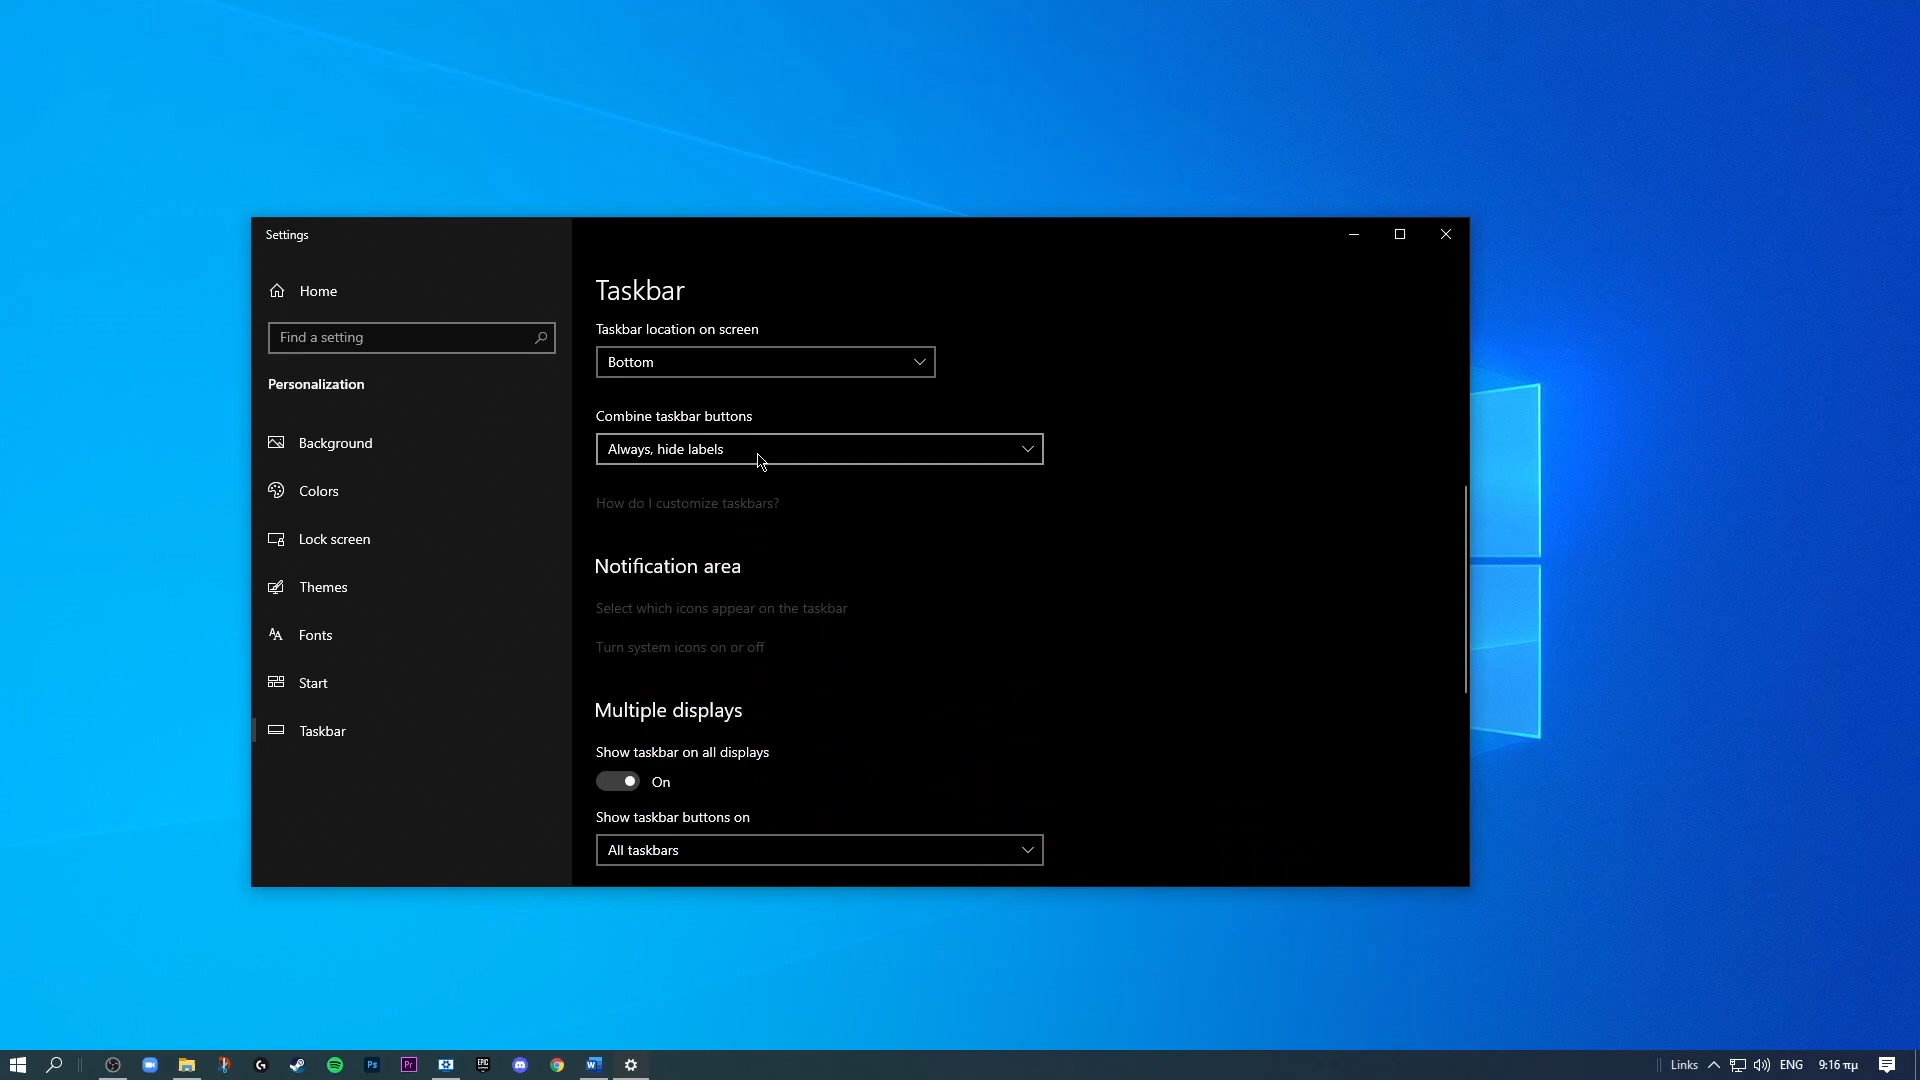 Settings
Home
Find a setting
Personalization
Background
Colors
Lock screen
Themes
Fonts
Start
Taskbar
Taskbar
Taskbar location on screen
Bottom
Combine taskbar buttons
Always, hide labels
How do I customize taskbars?
Notification area
Select which icons appear on the taskbar
Turn system icons on or off
Multiple displays
Show taskbar on all displays
On
Show taskbar buttons on
All taskbars
Ps
Pr
EPIC
W
Links
ENG
9:16 πμ